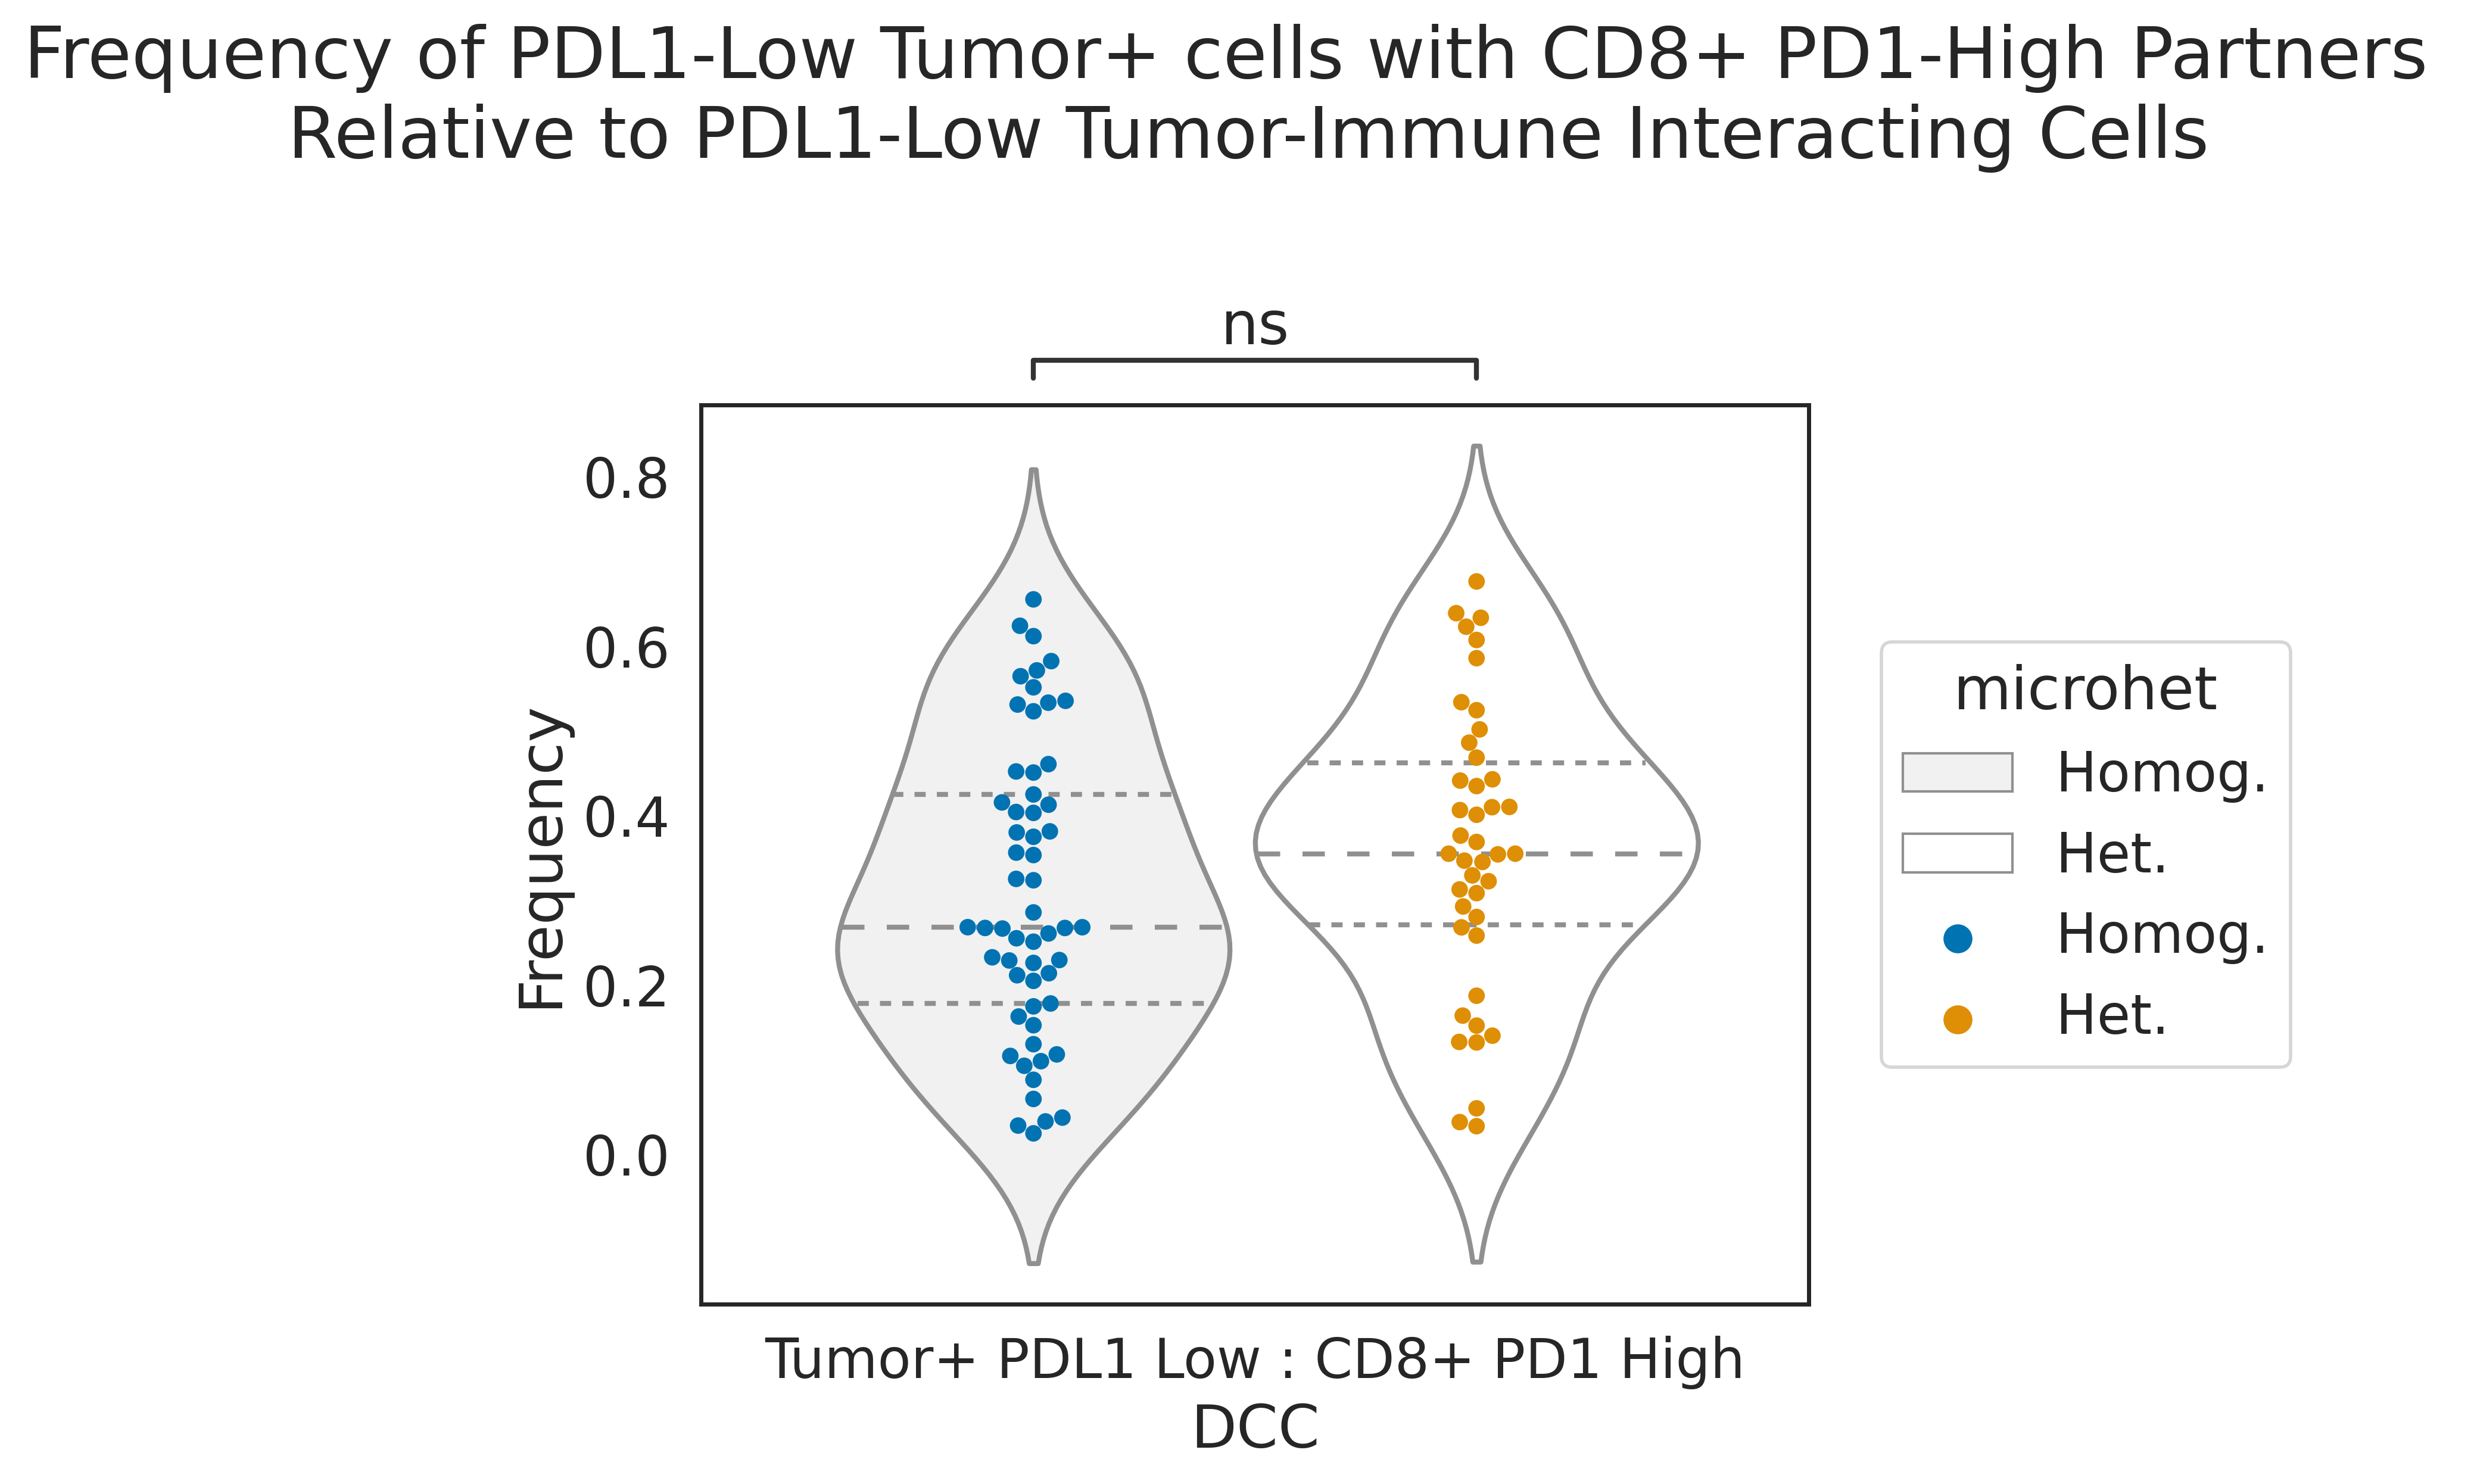 Frequency of PDL1-Low Tumor+ cells with CD8+ PD1-High Partners
Relative to PDL1-Low Tumor-Immune Interacting Cells
ns
Frequency
0.8
0.6
0.4
0.2
0.0
Tumor+ PDL1 Low : CD8+ PD1 High
DCC
microhet
Homog.
Het.
Homog.
Het.